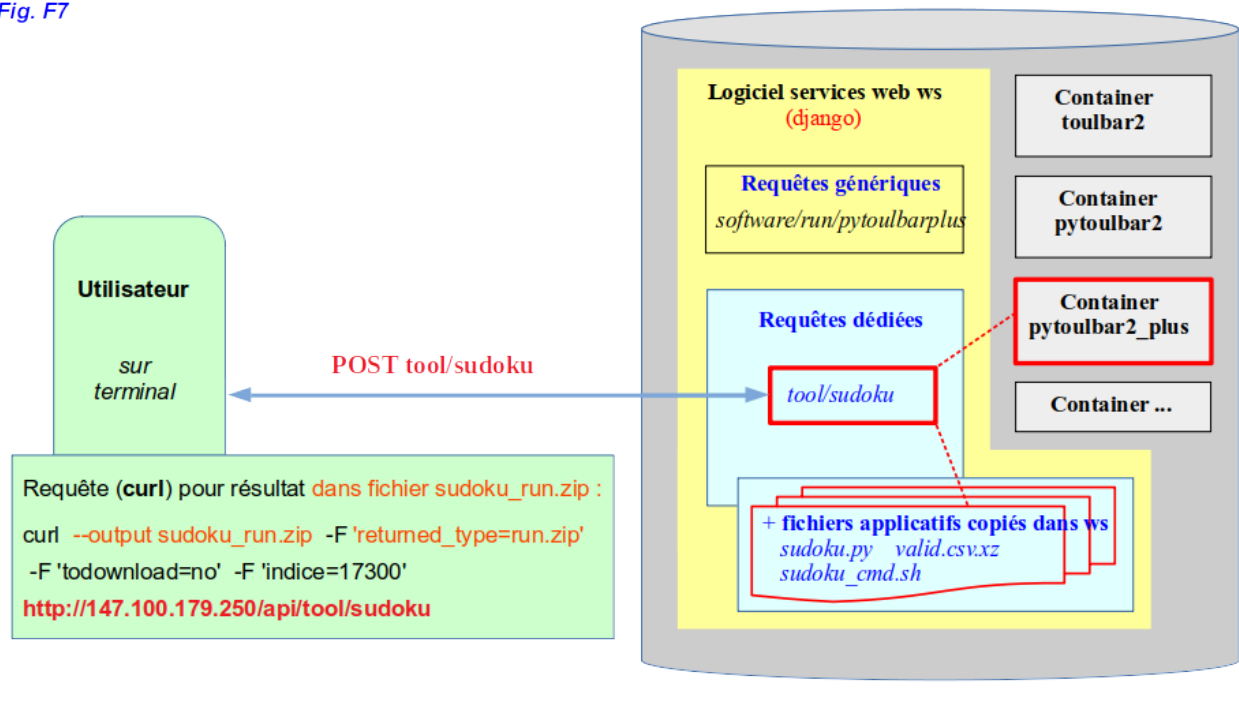 Fig. F7
Logiciel services web ws
(django)
Requêtes génériques
software/run/pytoulbarplus
Requêtes dédiées
tool/sudoku
+ fichiers applicatifs copiés dans ws
sudoku.py valid.csv.xz
sudoku_cmd.sh
Container
toulbar2
Container
pytoulbar2
Container
pytoulbar2_plus
Container ...
Utilisateur
sur
terminal
POST tool/sudoku
Requête (curl) pour résultat dans fichier sudoku_run.zip :
curl --output sudoku_run.zip -F 'returned_type=run.zip'
-F 'todownload=no' -F 'indice=17300'
http://147.100.179.250/api/tool/sudoku